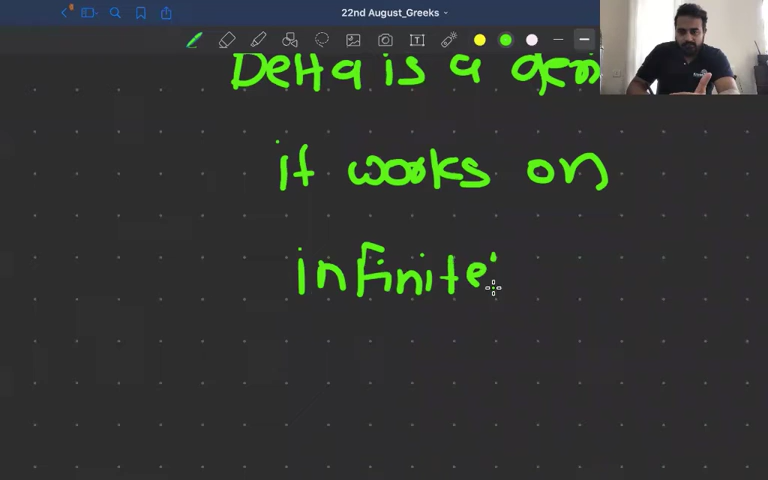 22nd August_Greeks
Delta is a
it works on
infinite